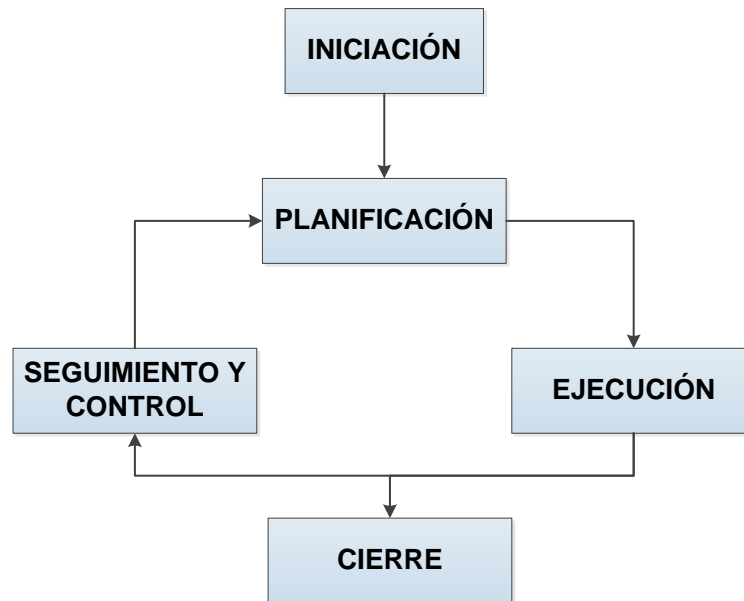 INICIACIÓN
PLANIFICACIÓN
SEGUIMIENTO Y
CONTROL
EJECUCIÓN
CIERRE